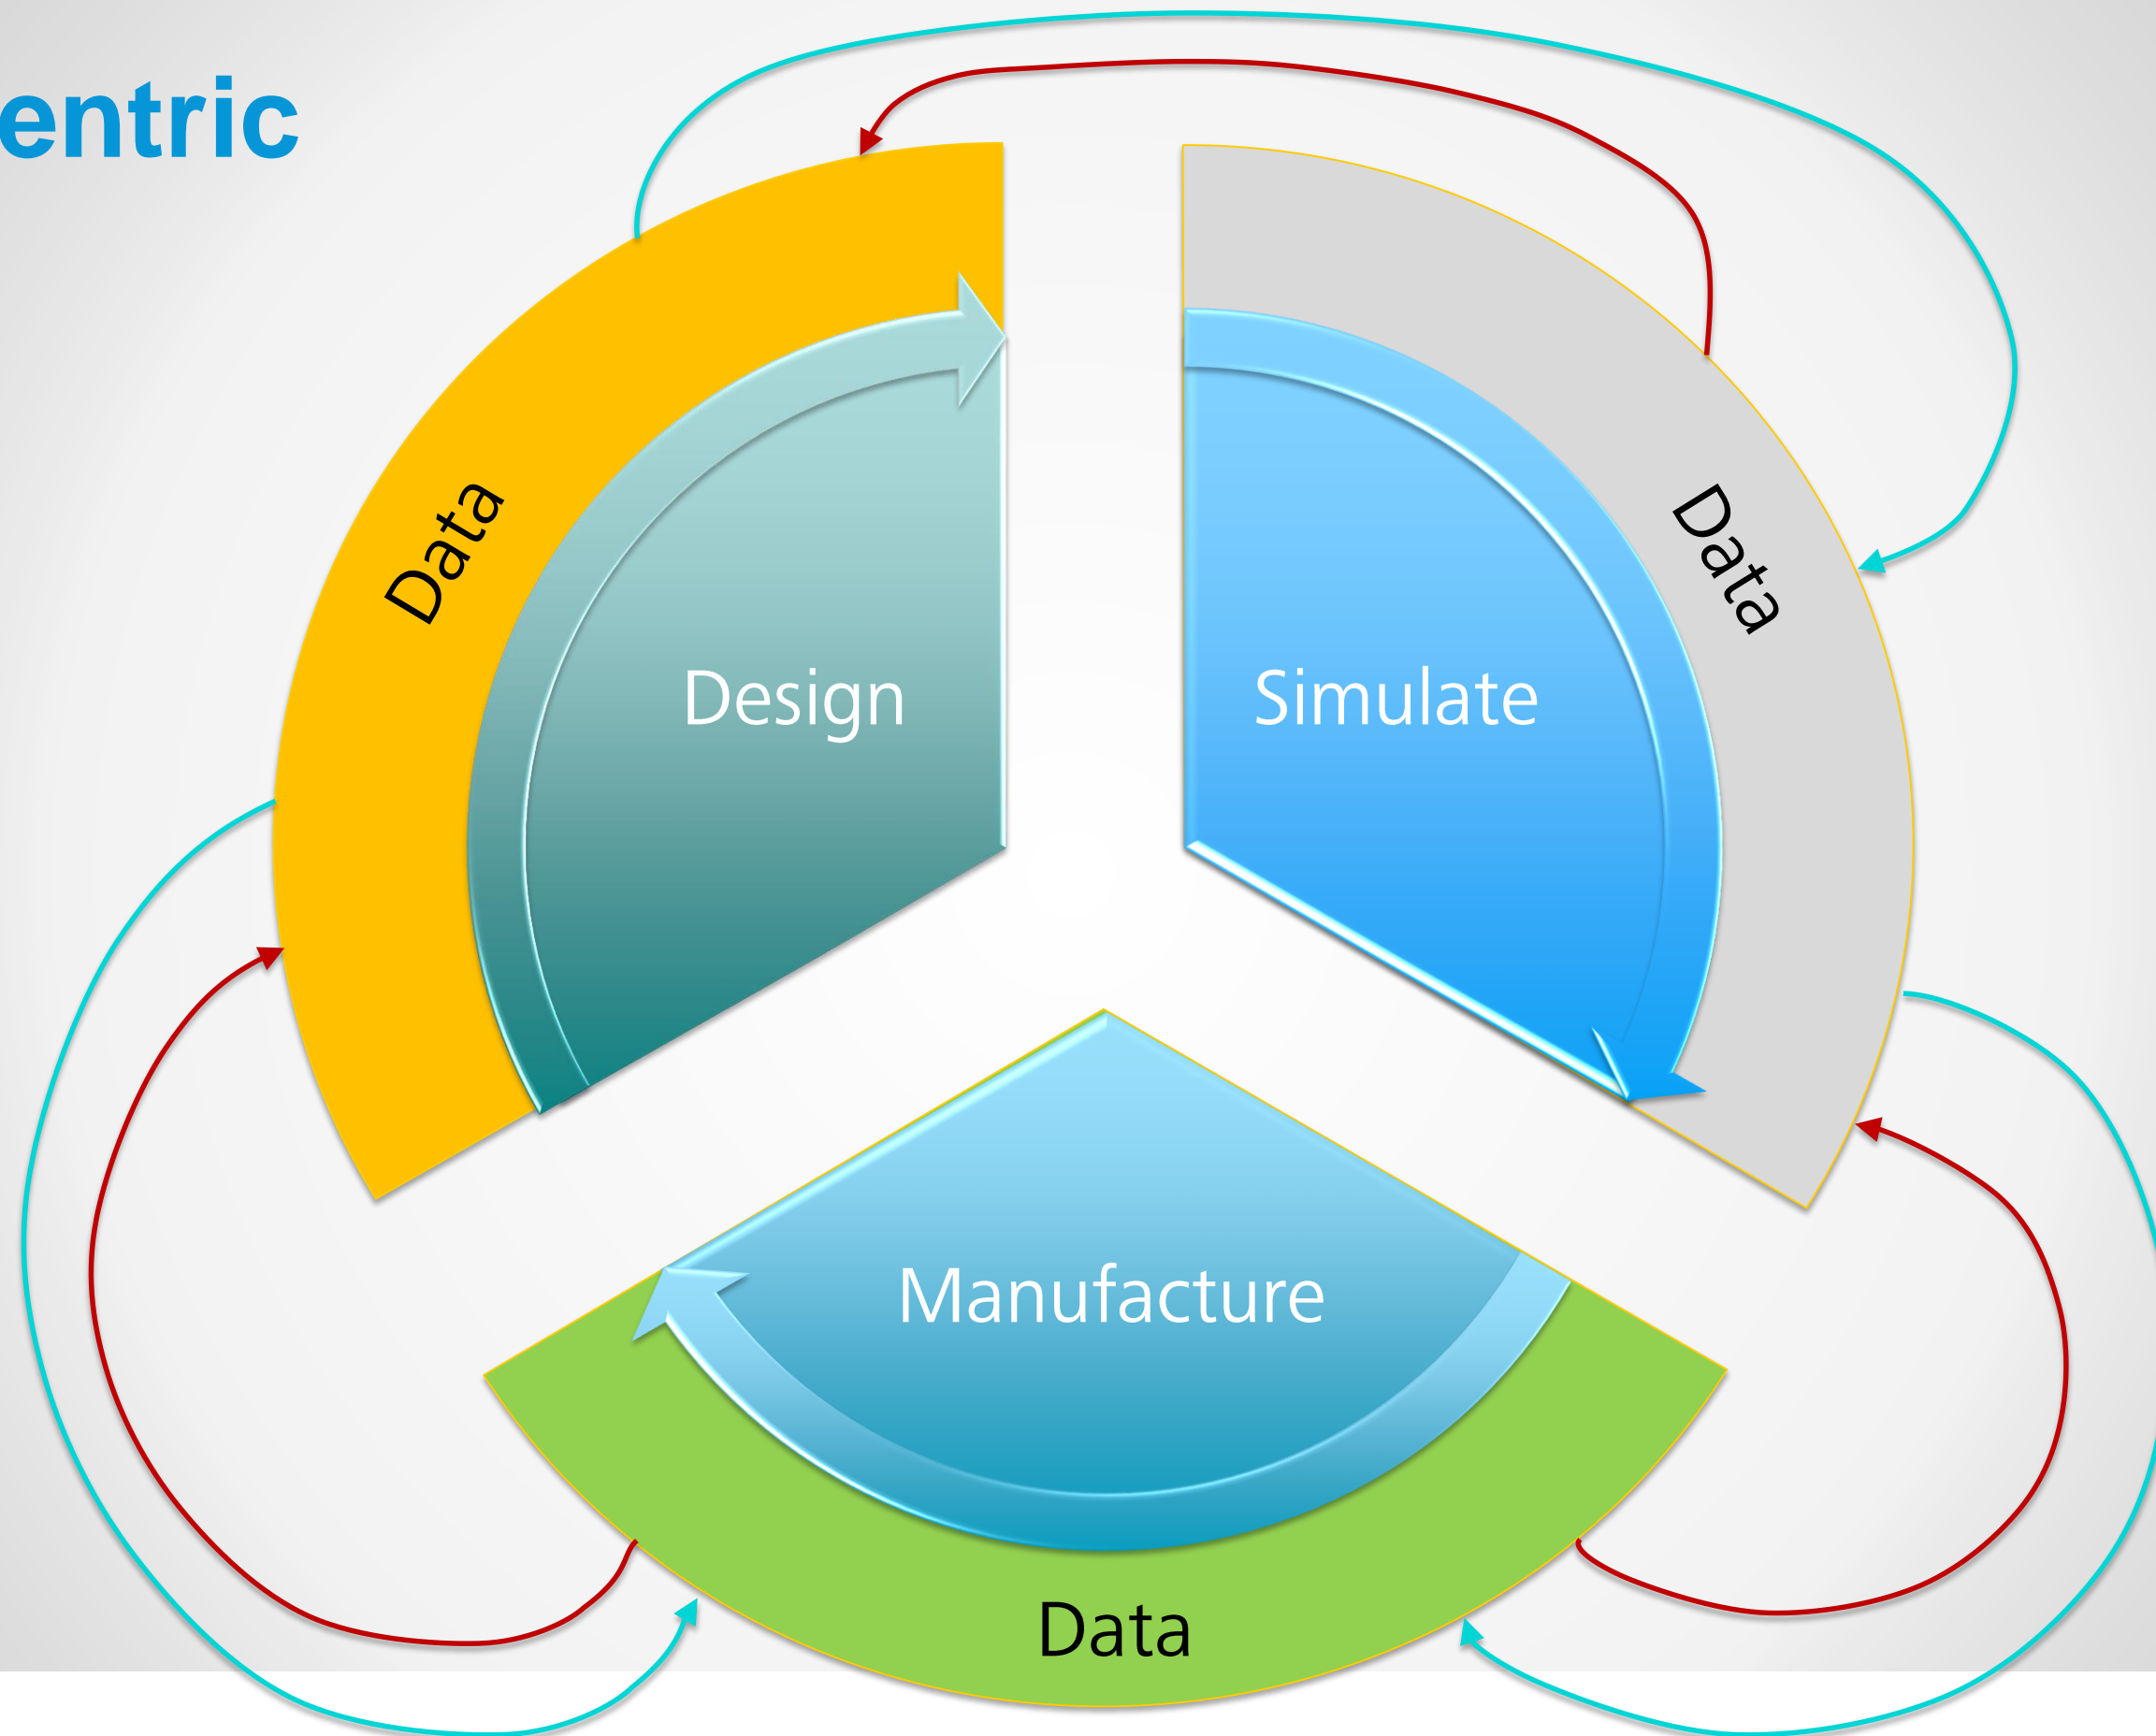 entric
Data
Data
Design
Simulate
Manufacture
Data